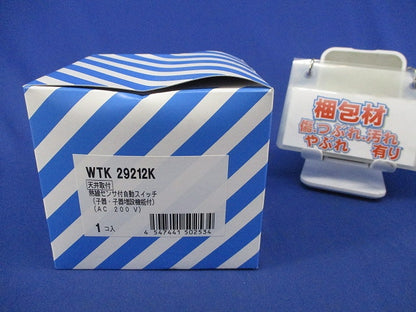 WTK 29212K
天井取付
熱線センサ付自動スイッチ
(子器・子器増設機能付)
(AC 200V)
1コ入
4 547441 502534
梱包材
傷つぶれ汚れ
やぶれ 有り